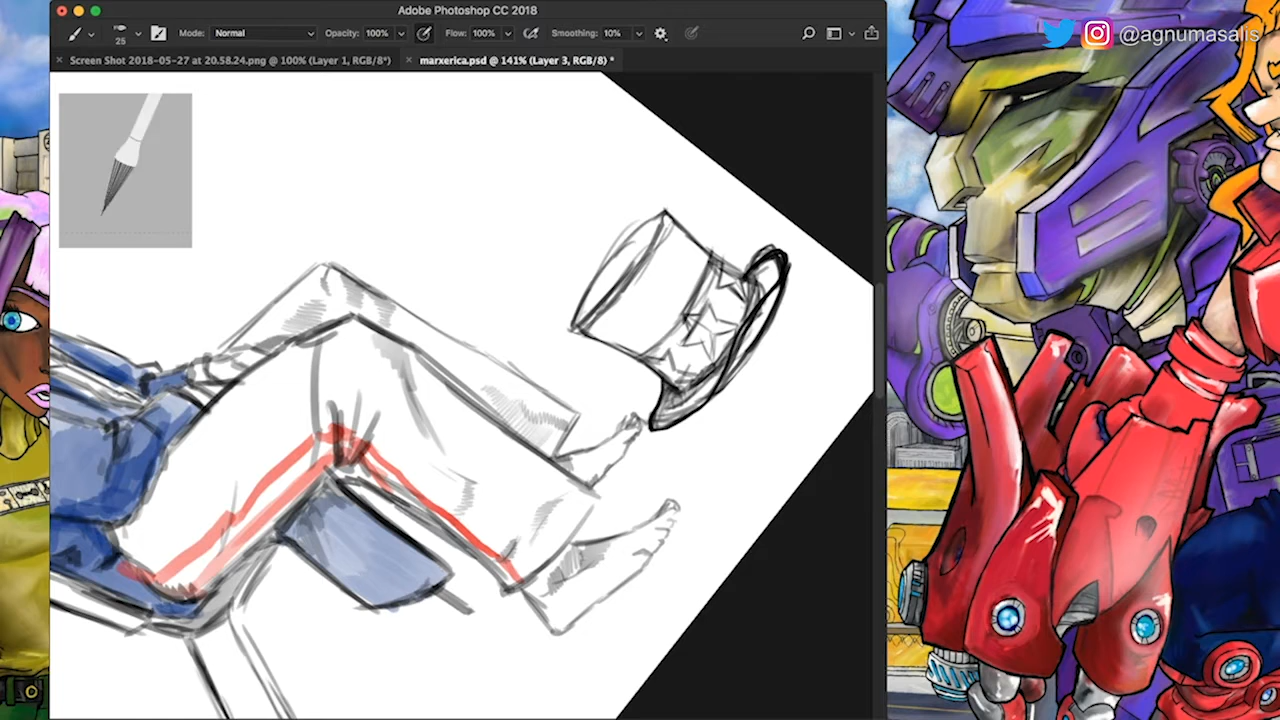 Adobe Photoshop CC 2018
25 Mode: Normal Opacity: 100% Flow: 100% Smoothing: 10%
@agnumasalis
× Screen Shot 2018-05-27 at 20.58.24.png @ 100% (Layer 1, RGB/8*) × marxerica.psd @ 141% (Layer 3, RGB/8) *